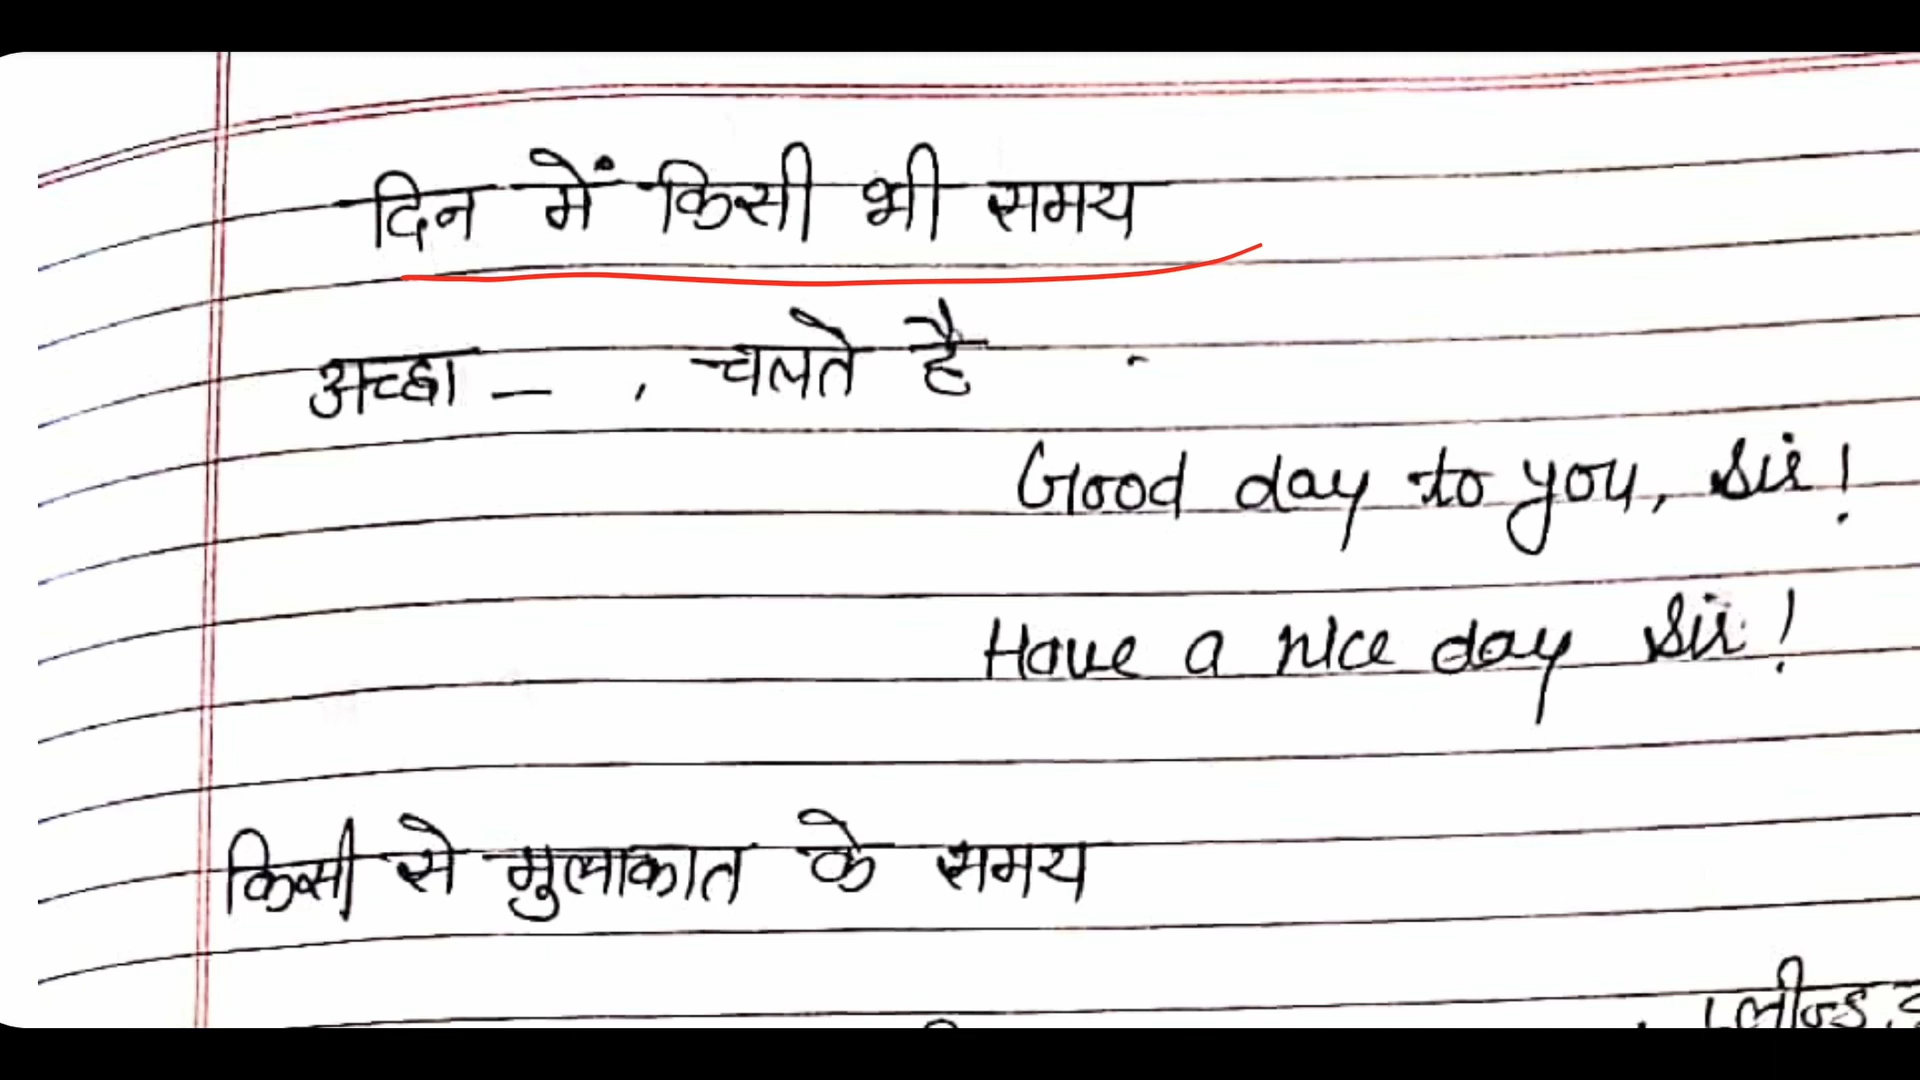 दिन में किसी भी समय
अच्छा – , चलते है
Good day to you, Sir!
Have a nice day Sir!
किसी से मुलाकात के समय